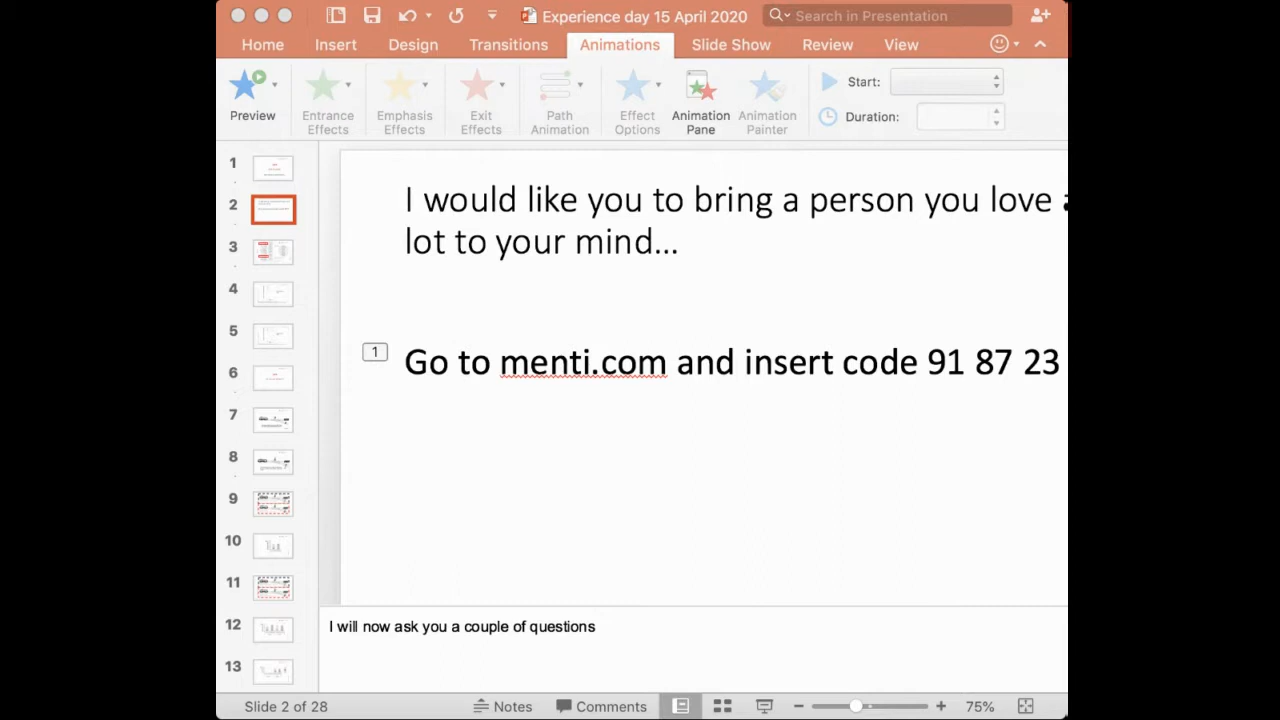 Experience day 15 April 2020
Search in Presentation
Home Insert Design Transitions Animations Slide Show Review View
Preview
Entrance
Effects
Emphasis
Effects
Exit
Effects
Path
Animation
Effect
Options
Animation
Pane
Animation
Painter
Start:
Duration:
1
2
3
4
5
6
7
8
9
10
11
12
13
I would like you to bring a person you love a
lot to your mind...
1
Go to menti.com and insert code 91 87 23
I will now ask you a couple of questions
Slide 2 of 28 Notes Comments 75%